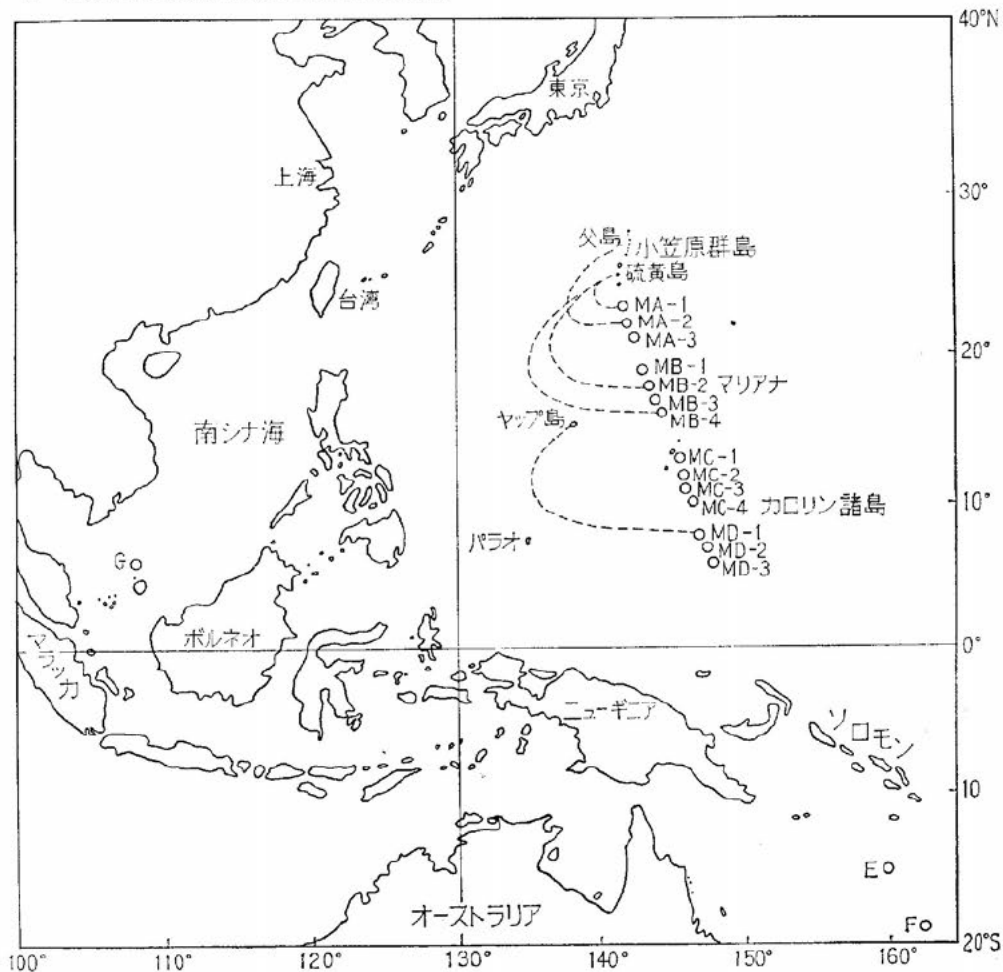 40°N
東京
上海
30°
父島
小笠原群島
硫黄島
台湾
MA-1
MA-2
MA-3
20°
MB-1
MB-2 マリアナ
MB-3
ヤップ島
MB-4
南シナ海
MC-1
MC-2
MC-3
MC-4 カロリン諸島
10°
MD-1
パラオ
MD-2
MD-3
G
ボルネオ
0°
マラッカ
ニューギニア
ソロモン
10
E
オーストラリア
F
20°S
100° 110° 120° 130° 140° 150° 160°